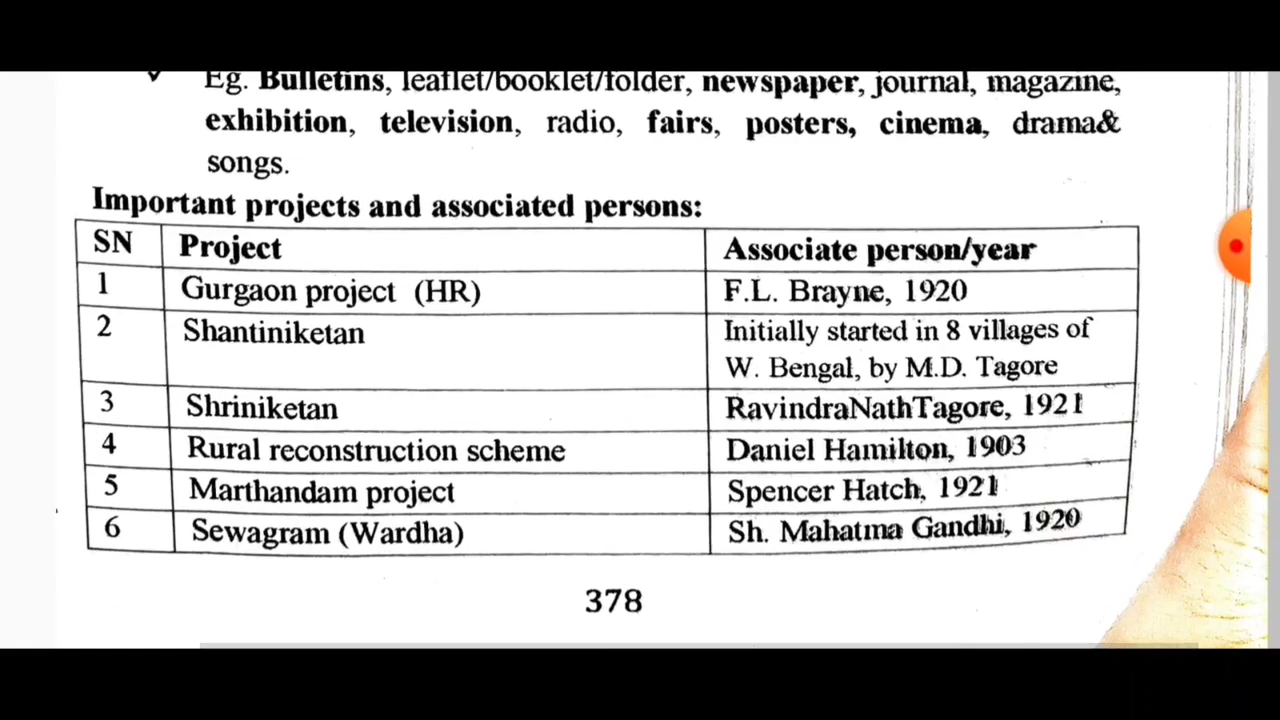 Eg. Bulletins, leaflet/booklet/folder, newspaper, journal, magazine,
exhibition, television, radio, fairs, posters, cinema, drama&
songs.
Important projects and associated persons:
SN Project Associate person/year
1 Gurgaon project (HR) F.L. Brayne, 1920
2 Shantiniketan Initially started in 8 villages of
W. Bengal, by M.D. Tagore
3 Shriniketan RavindraNathTagore, 1921
4 Rural reconstruction scheme Daniel Hamilton, 1903
5 Marthandam project Spencer Hatch, 1921
6 Sewagram (Wardha) Sh. Mahatma Gandhi, 1920
378